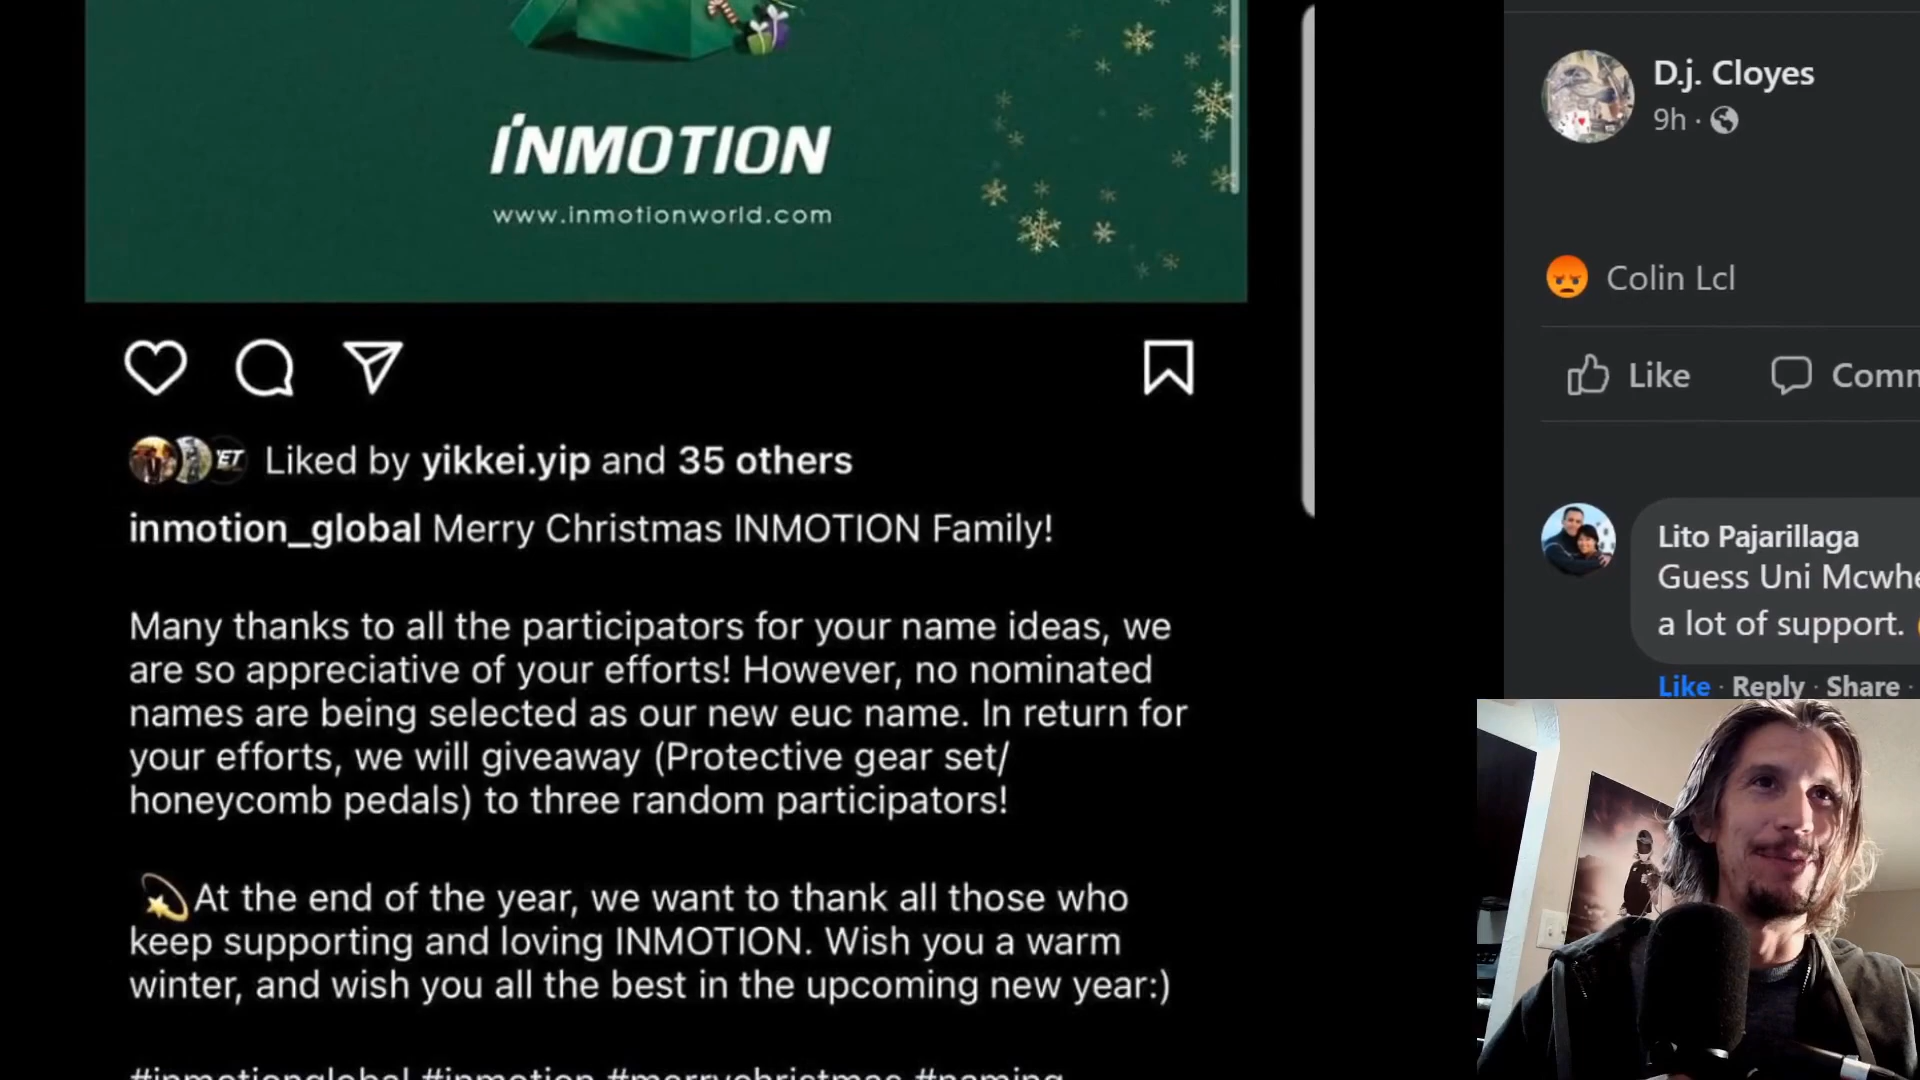 INMOTION
www.inmotionworld.com
Liked by yikkei.yip and 35 others
inmotion_global Merry Christmas INMOTION Family!
Many thanks to all the participators for your name ideas, we
are so appreciative of your efforts! However, no nominated
names are being selected as our new euc name. In return for
your efforts, we will giveaway (Protective gear set/
honeycomb pedals) to three random participators!
💫At the end of the year, we want to thank all those who
keep supporting and loving INMOTION. Wish you a warm
winter, and wish you all the best in the upcoming new year:)
#inmotionglobal #inmotion #merrychristmas #naming
D.j. Cloyes
9h ·
Colin Lcl
Like Comm
Lito Pajarillaga
Guess Uni Mcwhe
a lot of support.
Like · Reply · Share ·